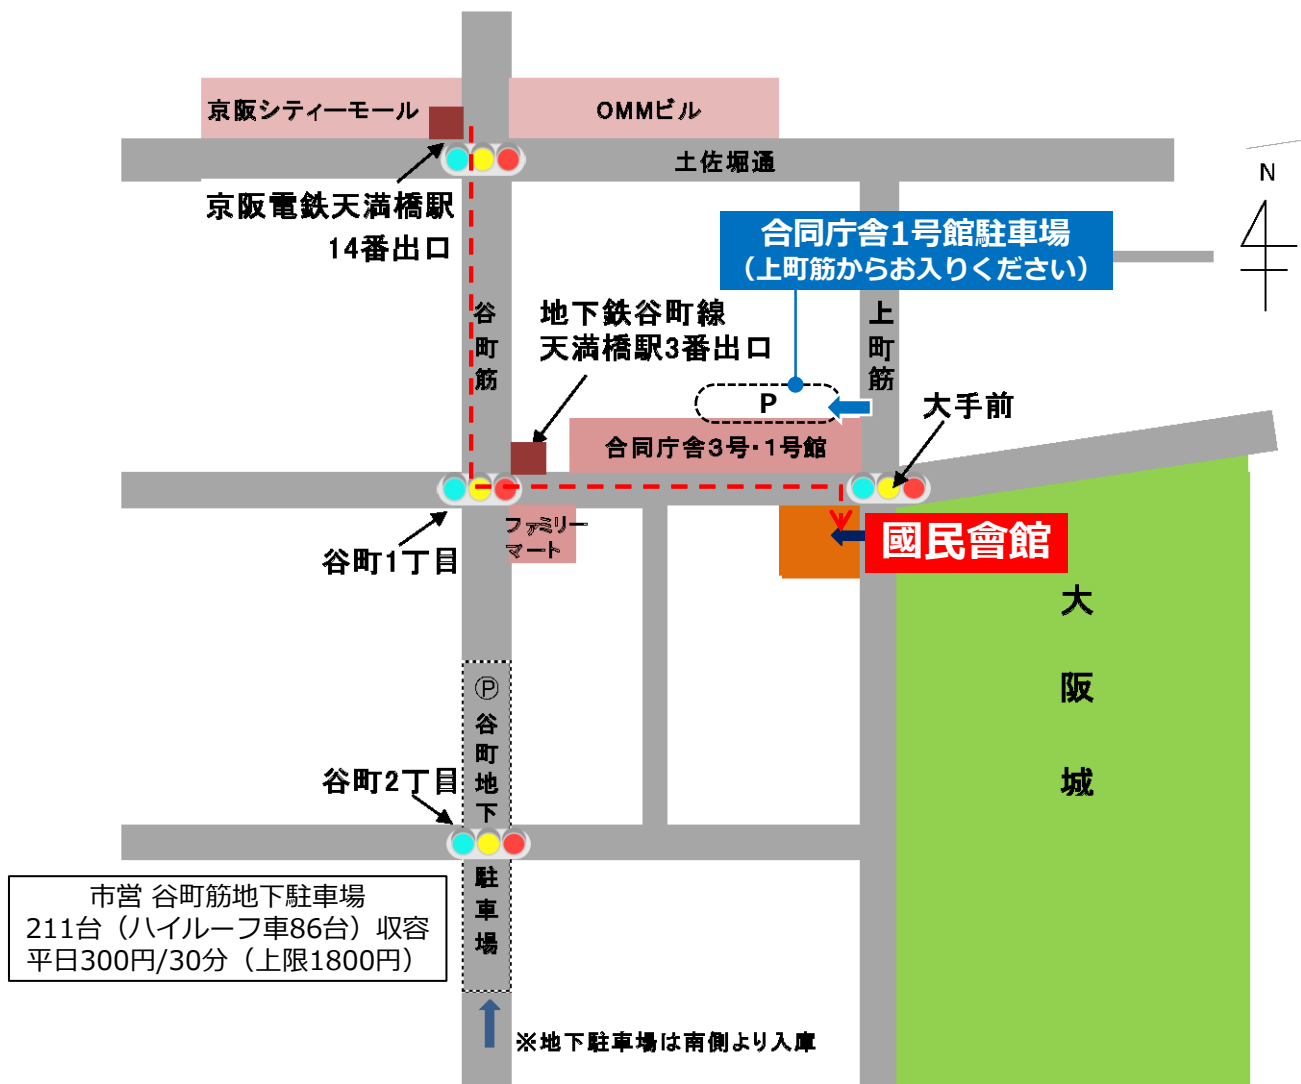 京阪シティーモール
OMMビル
土佐堀通
N
京阪電鉄天満橋駅
14番出口
合同庁舎1号館駐車場
（上町筋からお入りください）
谷町筋
地下鉄谷町線
天満橋駅3番出口
上町筋
P
大手前
合同庁舎3号・1号館
ファミリー
マート
谷町1丁目
國民會館
大阪城
Ⓟ谷町地下駐車場
谷町2丁目
市営 谷町筋地下駐車場
211台（ハイルーフ車86台）収容
平日300円/30分（上限1800円）
※地下駐車場は南側より入庫